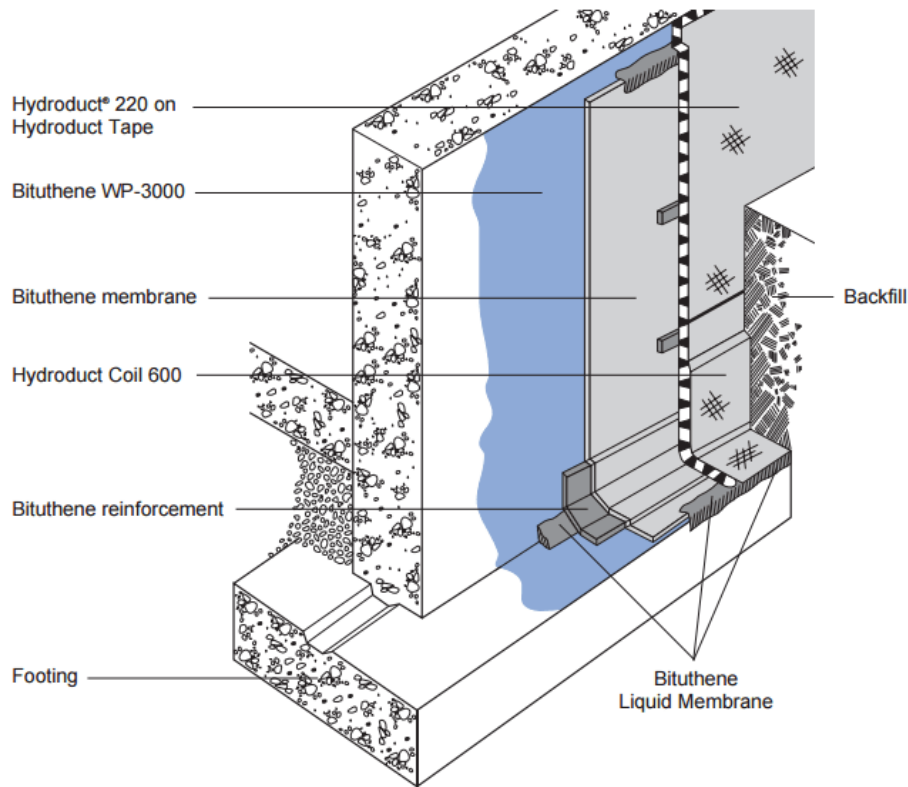 Hydroduct® 220 on
Hydroduct Tape
Bituthene WP-3000
Bituthene membrane
Backfill
Hydroduct Coil 600
Bituthene reinforcement
Footing
Bituthene
Liquid Membrane